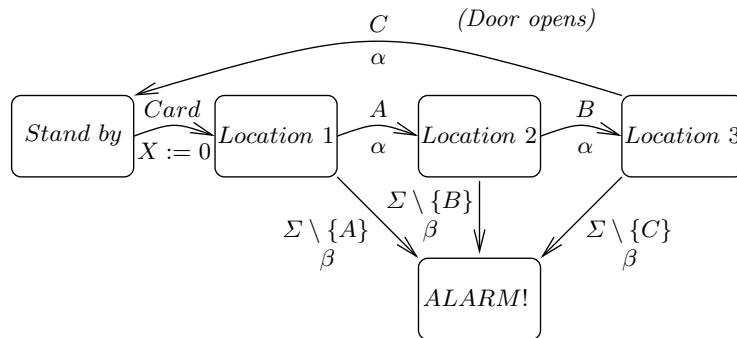 C
(Door opens)
α
Stand by
Card
X := 0
Location 1
A
α
Location 2
B
α
Location 3
Σ \ {A}
β
Σ \ {B}
β
Σ \ {C}
β
ALARM!